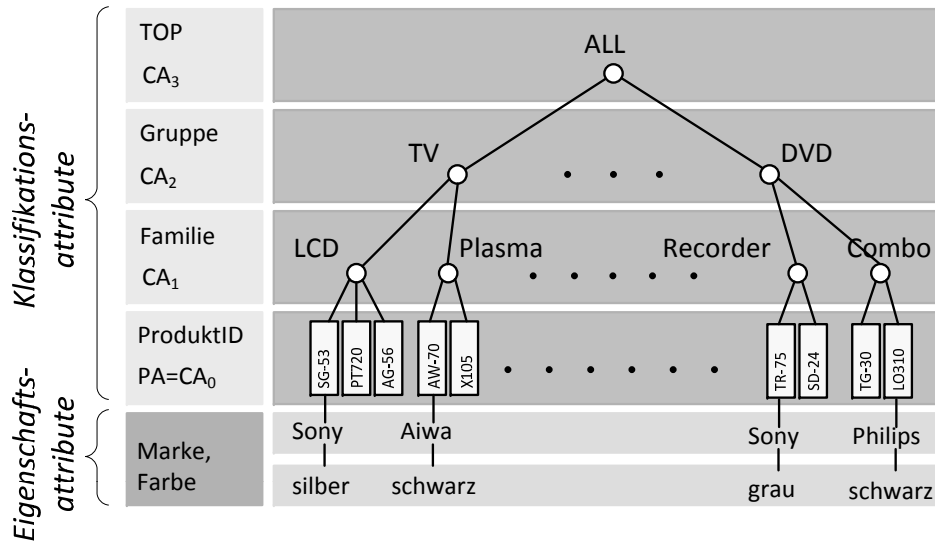 Klassifikations-
attribute
Eigenschafts-
attribute
TOP
CA₃
ALL
Gruppe
CA₂
TV
DVD
Familie
CA₁
LCD
Plasma
Recorder
Combo
ProduktID
PA=CA₀
SG-53
PT720
AG-56
AW-70
X105
TR-75
SD-24
TG-30
LO310
Marke,
Farbe
Sony
Aiwa
Sony
Philips
silber
schwarz
grau
schwarz